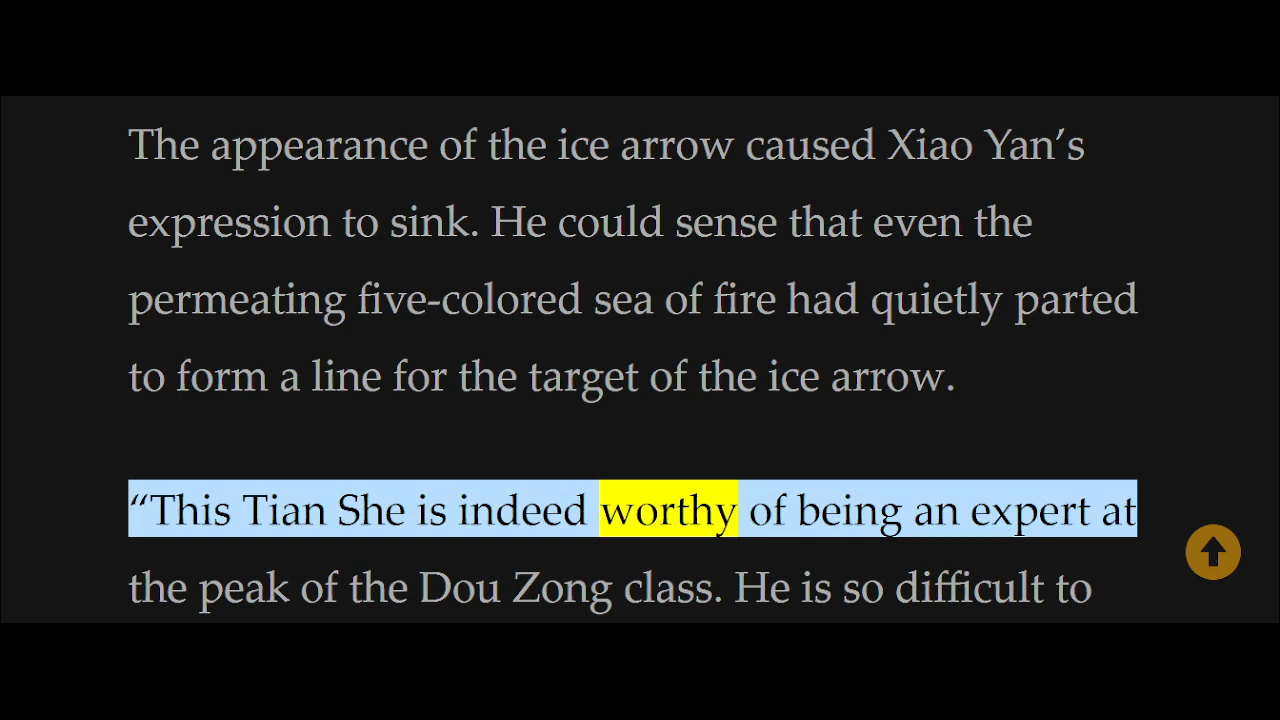 The appearance of the ice arrow caused Xiao Yan’s
expression to sink. He could sense that even the
permeating five-colored sea of fire had quietly parted
to form a line for the target of the ice arrow.
“This Tian She is indeed worthy of being an expert at
the peak of the Dou Zong class. He is so difficult to